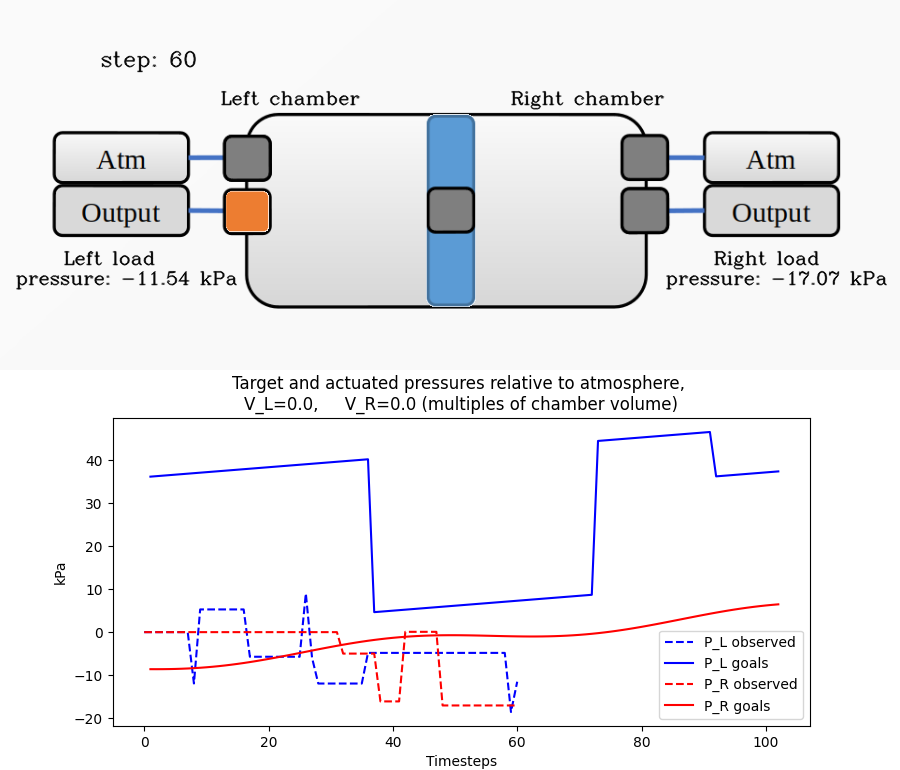 step: 60
Left chamber
Right chamber
Atm
Atm
Output
Output
Left load
pressure: −11.54 kPa
Right load
pressure: −17.07 kPa
Target and actuated pressures relative to atmosphere,
V_L=0.0, V_R=0.0 (multiples of chamber volume)
kPa
40
30
20
10
0
−10
−20
P_L observed
P_L goals
P_R observed
P_R goals
0 20 40 60 80 100
Timesteps